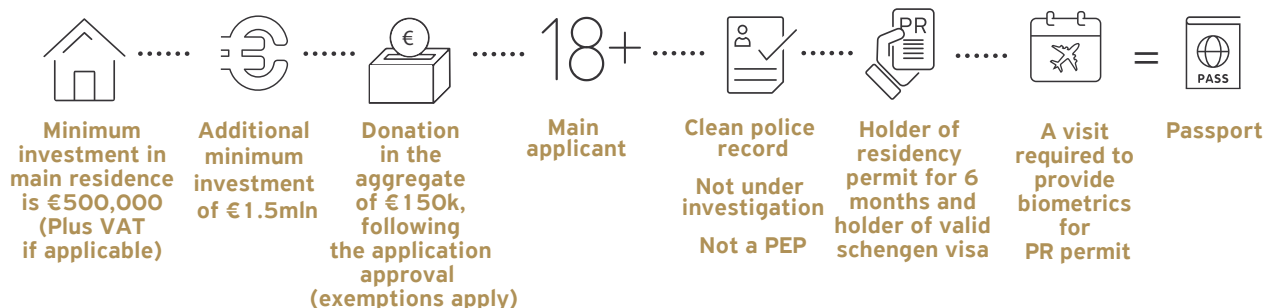 €
18+
PR
PASS
Minimum
investment in
main residence
is €500,000
(Plus VAT
if applicable)
Additional
minimum
investment
of €1.5mln
Donation
in the
aggregate
of €150k,
following
the application
approval
(exemptions apply)
Main
applicant
Clean police
record
Not under
investigation
Not a PEP
Holder of
residency
permit for 6
months and
holder of valid
schengen visa
A visit
required to
provide
biometrics
for
PR permit
=
Passport